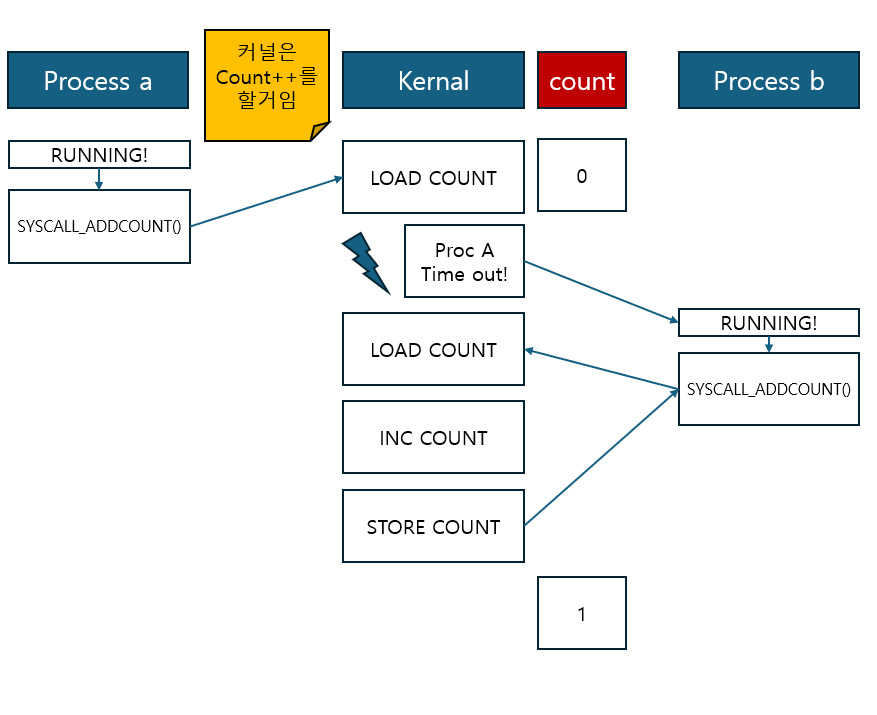 Process a
커널은
Count++를
할거임
Kernal
count
Process b
RUNNING!
SYSCALL_ADDCOUNT()
LOAD COUNT
0
Proc A
Time out!
RUNNING!
SYSCALL_ADDCOUNT()
LOAD COUNT
INC COUNT
STORE COUNT
1